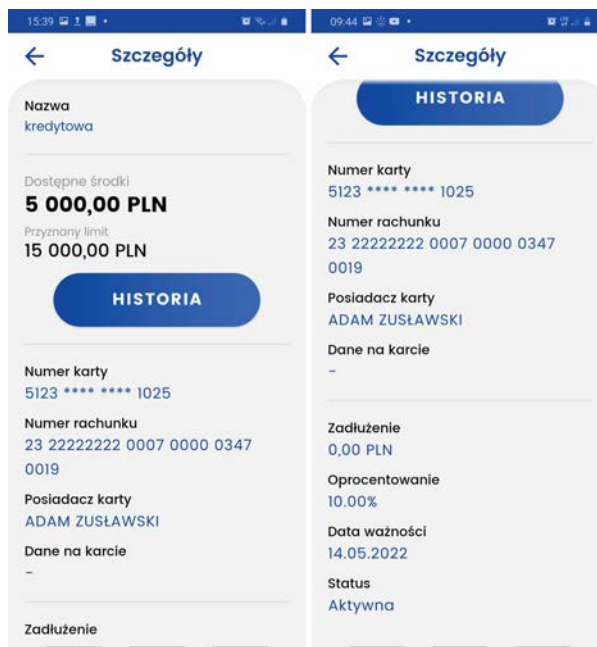 15:39
Szczegóły
Nazwa
kredytowa
Dostępne środki
5 000,00 PLN
Przyznany limit
15 000,00 PLN
HISTORIA
Numer karty
5123 **** **** 1025
Numer rachunku
23 22222222 0007 0000 0347
0019
Posiadacz karty
ADAM ZUSŁAWSKI
Dane na karcie
-
Zadłużenie
09:44
Szczegóły
HISTORIA
Numer karty
5123 **** **** 1025
Numer rachunku
23 22222222 0007 0000 0347
0019
Posiadacz karty
ADAM ZUSŁAWSKI
Dane na karcie
-
Zadłużenie
0,00 PLN
Oprocentowanie
10.00%
Data ważności
14.05.2022
Status
Aktywna